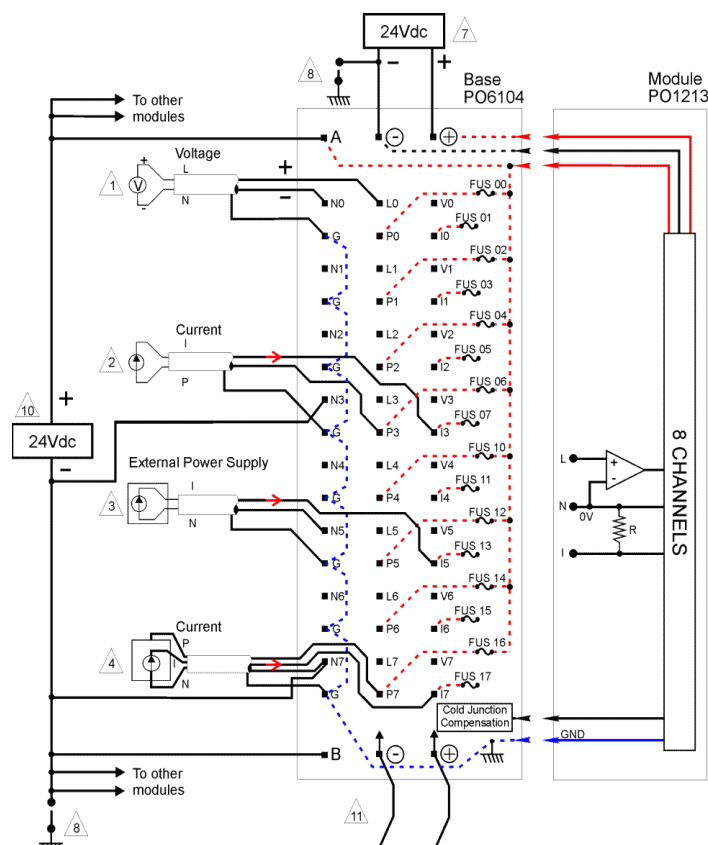 24Vdc
7
8
−
+
Base
PO6104
Module
PO1213
To other
modules
A
−
+
Voltage
1
+
V
-
L
N
+
−
FUS 00
N0
L0
V0
FUS 01
G
P0
I0
FUS 02
N1
L1
V1
FUS 03
G
P1
I1
FUS 04
N2
L2
V2
Current
2
I
P
FUS 05
G
P2
I2
FUS 06
N3
L3
V3
FUS 07
G
P3
I3
10
+
24Vdc
−
8 CHANNELS
FUS 10
N4
L4
V4
External Power Supply
3
I
N
FUS 11
G
P4
I4
L
+
-
N
0V
R
I
FUS 12
N5
L5
V5
FUS 13
G
P5
I5
FUS 14
N6
L6
V6
FUS 15
Current
4
P
I
N
G
P6
I6
FUS 16
N7
L7
V7
FUS 17
G
P7
I7
Cold Junction
Compensation
GND
B
−
+
To other
modules
8
11